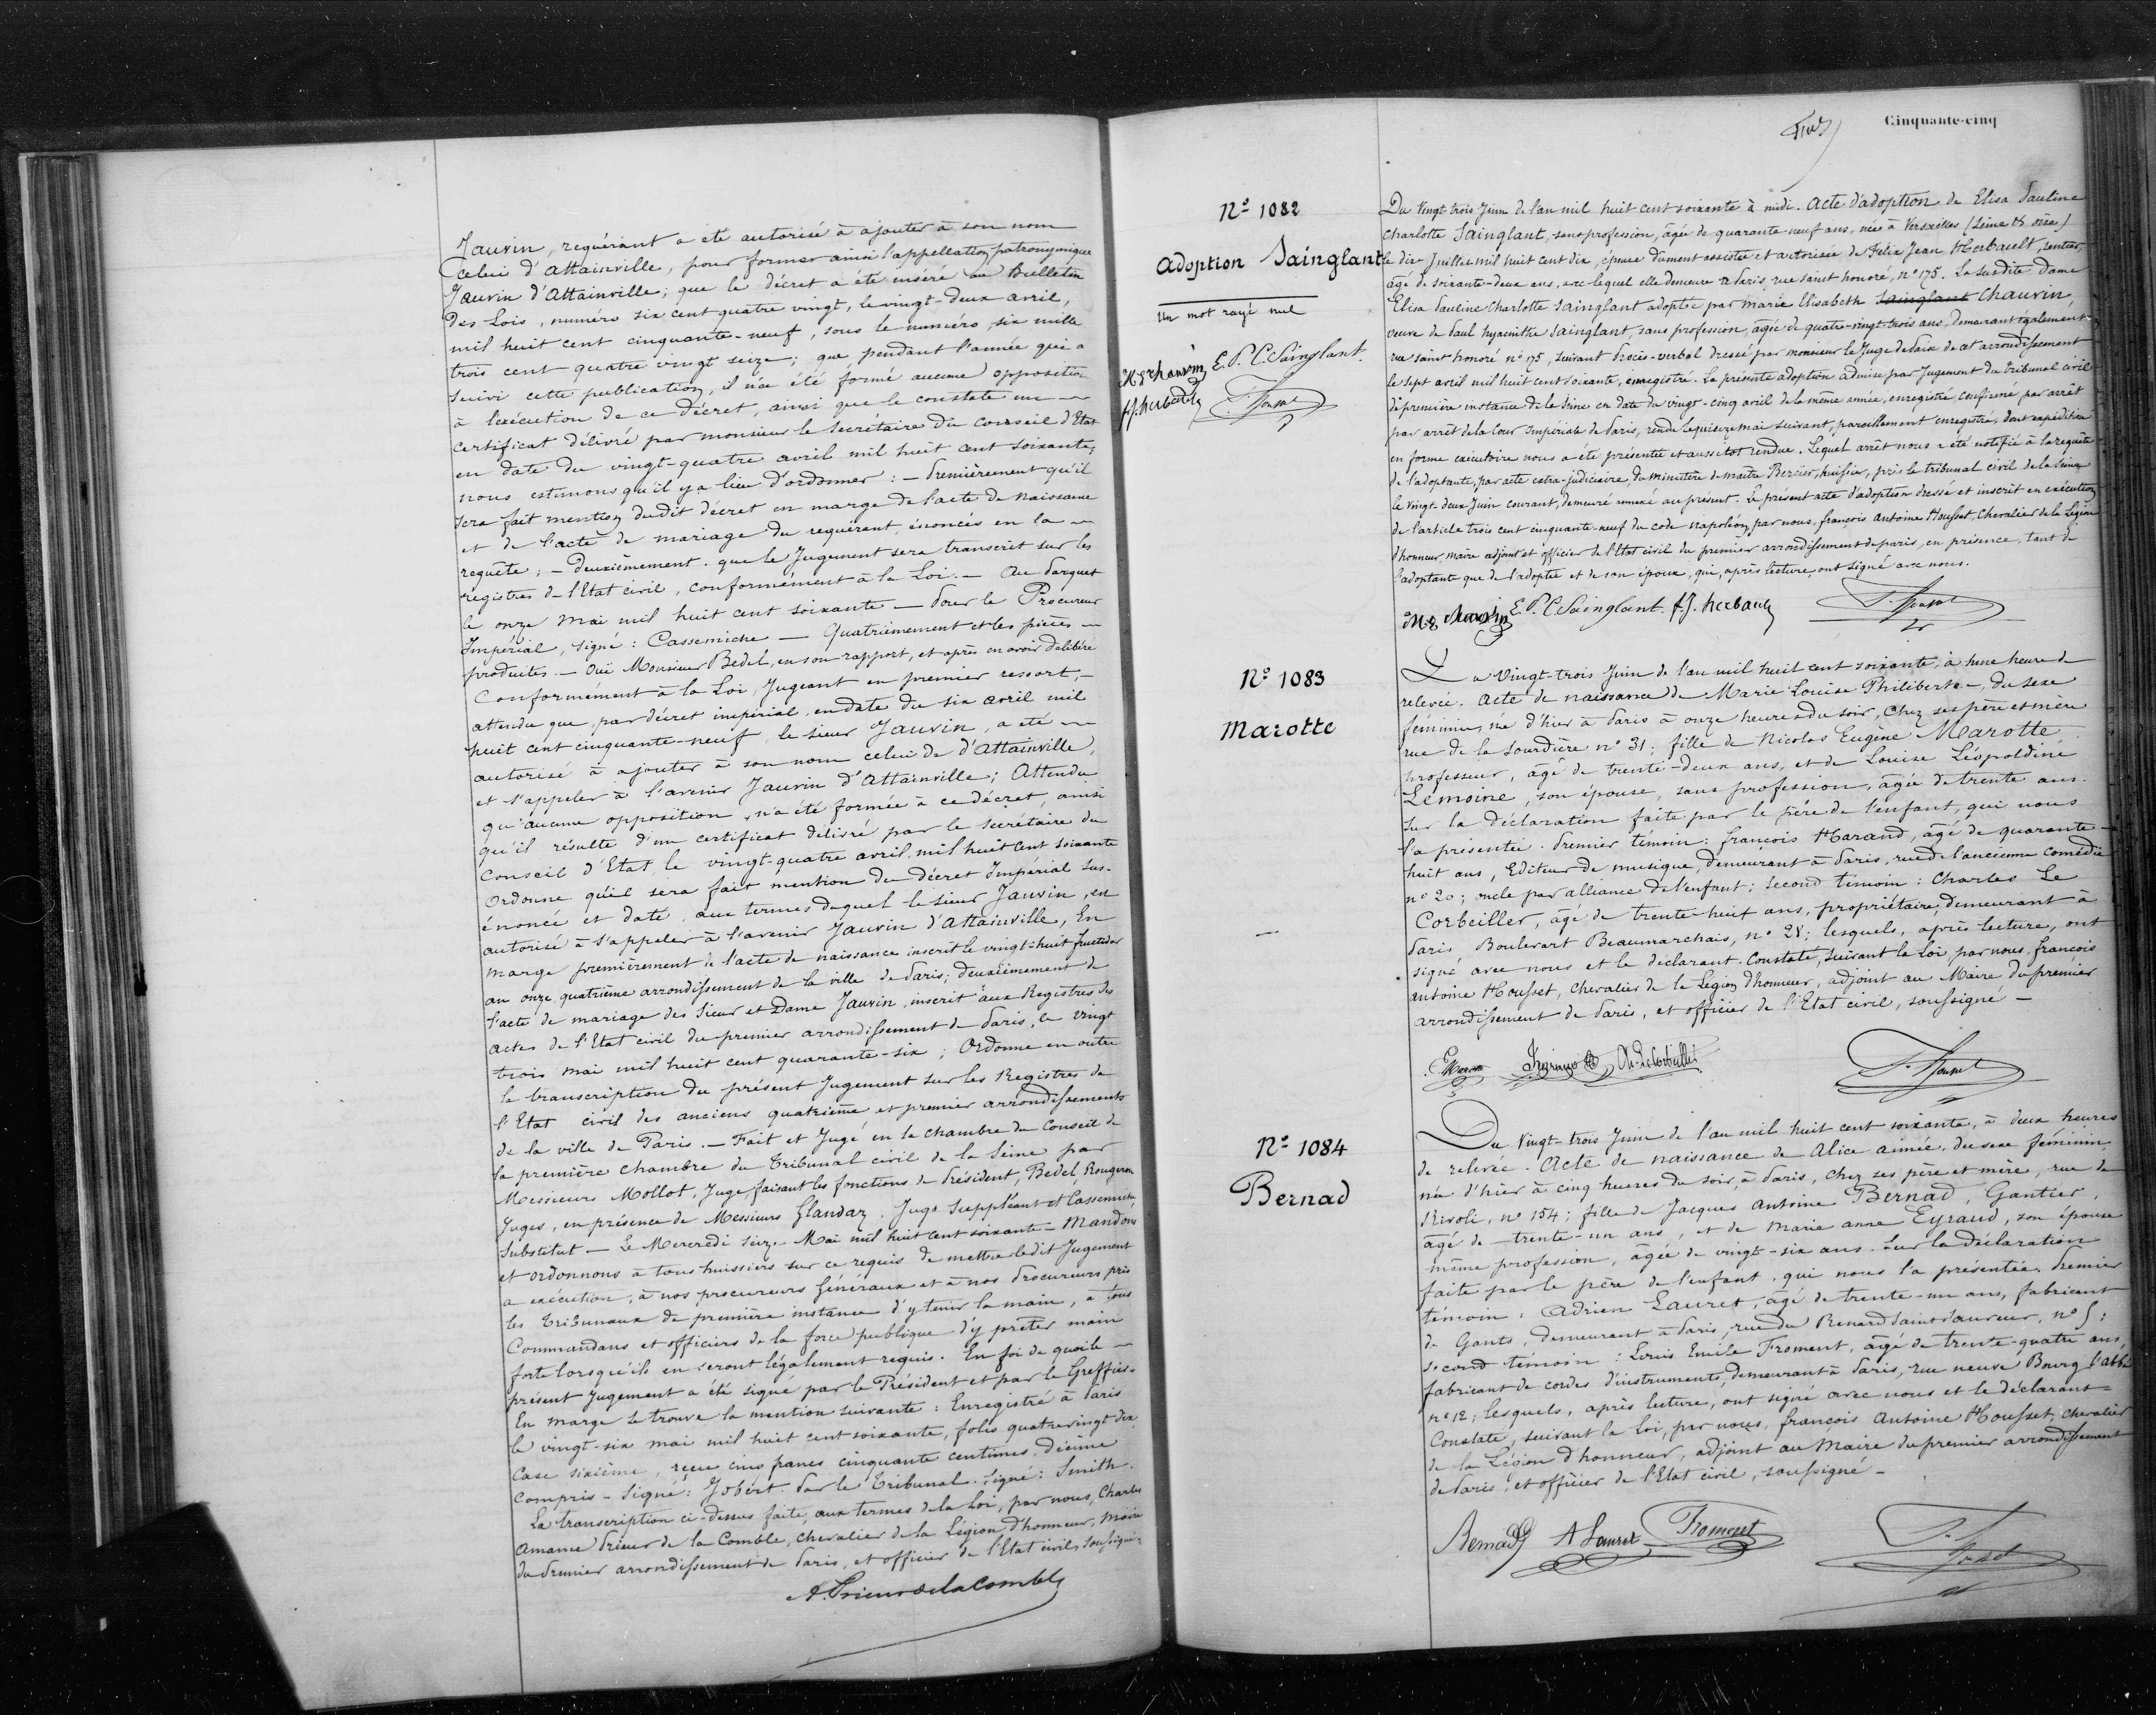 Jauvin, requérant a été autorisé à ajouter à son nom
celui d'Attainville, pour former ainsi l'appellation patronymique
Jauvin d'Attainville; que le décret a été inséré au Bulletin
des Lois, numéro six cent quatre vingt, le vingt-deux avril,
mil huit cent cinquante-neuf, sous le numéro six mille
trois cent quatre vingt seize; que pendant l'année qui a
suivi cette publication, il n'a été formé aucune opposition
à l'exécution de ce décret, ainsi que le constate un
certificat délivré par monsieur le Secrétaire du conseil d'Etat
en date du vingt-quatre avril mil huit cent soixante;
nous estimons qu'il y a lieu d'ordonner: - Premièrement qu'il
sera fait mention dudit décret en marge de l'acte de naissance
et de l'acte de mariage du requérant, énoncés en la
requête; - Deuxièmement. que le Jugement sera transcrit sur les
régistres de l'Etat civil, conformément à la Loi. - Au Parquet
le onze mai mil huit cent soixante - Pour le Procureur
Impérial, signé: Cassemiche - Quatrièmement et les pièces
produites. - Oui Monsieur Bedel, en son rapport, et après en avoir délibéré
Conformément à la Loi, Jugeant en premier ressort, -
attendu que, par décret impérial, en date du six avril mil
huit cent cinquante-neuf, le sieur Jauvin, a été
autorisé à ajouter à son nom celui de d'Attainville,
et s'appeler à l'avenir Jauvin d'Attainville; Attendu
qu'aucune opposition n'a été formée à ce décret, ainsi
qu'il résulte d'un certificat délivré par le secrétaire du
Conseil d'Etat, le vingt-quatre avril, mil huit cent soixante
Ordonne qu'il sera fait mention du décret Impérial sus-
énoncé et daté, aux termes duquel le sieur Jauvin, est
autorisé à s'appeler à l'avenir Jauvin d'Attainville, En
marge premièrement de l'acte de naissance inscrit le vingt-huit fructidor
an onze quatrième arrondissement de la ville de Paris; deuxièmement de
l'acte de mariage des Sieur et Dame Jauvin, inscrit aux Registres des
actes de l'Etat civil du premier arrondissement de Paris, le vingt
trois mai mil huit cent quarante-six; Ordonne en outre
la transcription du présent Jugement sur les Registres de
l'Etat civil des anciens quatrième et premier arrondissements
de la ville de Paris. - Fait et Jugé en la chambre du Conseil de
la première chambre du Tribunal civil de la Seine par
Messieurs Mollot, Juge faisant les fonctions de Président, Bedel, Rougeron
Juges, en présence de Messieurs Glandaz, Juge suppléant et Cassemiche
substitut - Le Mercredi seize Mai mil huit cent soixante - Mandons
et ordonnons à tous huissiers sur ce requis de mettre ledit Jugement
a exécution, à nos procureurs Généraux et à nos Procureurs près
les tribunaux de première instance d'y tenir la main, à tous
Commandans et officiers de la force publique d'y prêter main
forte lorsqu'ils en seront légalement requis. En foi de quoi le
présent Jugement a été signé par le Président et par le Greffier.
En marge se trouve la mention suivante: Enregistré à Paris
le vingt-six mai mil huit cent soixante, folio quatre vingt dix,
Case sixième, reçu cinq francs cinquante centimes, décime
compris - Signé: Jobert. Par le Tribunal. signé: Smith.
La transcription ci-dessus faite, aux termes de la Loi, par nous, Charles
Amance Prieur de la Comble, chevalier de la Légion d'honneur, Maire
du Premier arrondissement de Paris, et officier de l'Etat civil, soussigné.
A. Prieur de la Comble
Cinquante-cinq
No 1082
Adoption Sainglant
Un mot rayé nul
M E Chauvin E. P. C. Sainglant.
f. J. herbault
Du Vingt trois Juin de l'an mil huit cent soixante à midi. Acte d'adoption de Elisa Pauline
Charlotte Sainglant, sans profession, âgée de quarante neuf ans, née à Versailles (Seine et oise)
le dix Juillet mil huit cent dix, épouse dûment assistée et autorisée de Félix Jean Herbault, rentier,
âgé de soixante-deux ans, avec lequel elle demeure à Paris, rue saint honoré, no 175. La susdite Dame
Elisa Pauline Charlotte Sainglant adoptée par Marie Elisabeth Sainglant Chauvin,
veuve de Paul hyacinthe Sainglant, sans profession, âgée de quatre-vingt-trois ans, demeurant également
rue saint honoré no 175, suivant Procès-verbal dressé par monsieur le Juge de Paix de cet arrondissement
le sept avril mil huit cent soixante, enregistré. La présente adoption admise par Jugement du tribunal civil
de première instance de la Seine en date du vingt-cinq avril de la même année, enregistré, confirmé par arrêt
par arrêt de la Cour Impériale de Paris, rendu le quinze mai suivant, pareillement enregistré, dont expédition
en forme exécutoire nous a été présentée et aussitôt rendue. Lequel arrêt nous a été notifié à la requête
de l'adoptante, par acte extra-judiciaire du ministère de maître Bercier, huissier, près le tribunal civil de la Seine
le vingt-deux Juin courant, demeuré annexé au présent. Le présent acte d'adoption dressé et inscrit en exécution
de l'article trois cent cinquante-neuf du code Napoléon, par nous, françois Antoine Housset, Chevalier de la Légion
d'honneur, maire adjoint et officier de l'Etat civil du premier arrondissement de paris, en présence, tant de
l'adoptante que de l'adoptée et de son époux, qui, après lecture, ont signé avec nous.
M E Chauvin E. P. C. Sainglant. f. J. herbault
No 1083
Marotte
Du Vingt-trois Juin de l'an mil huit cent soixante, à une heure de
relevée. Acte de naissance de Marie Louise Philiberte -, du sexe
féminin, née d'hier à Paris à onze heures du soir, chez ses père et mère
rue de la Sourdière no 31; fille de Nicolas Eugène Marotte
professeur, âgé de trente-deux ans, et de Louise Léopoldine
Lemoine, son épouse, sans profession, âgée de trente ans.
Sur la déclaration faite par le père de l'enfant, qui nous
l'a présentée. Premier témoin: françois Harand, âgé de quarante-
huit ans, Editeur de musique, demeurant à Paris, rue de l'ancienne comédie
no 20; oncle par alliance de l'enfant; second témoin: Charles Le
Corbeiller, âgé de trente-huit ans, propriétaire, demeurant à
Paris Boulevart Beaumarchais, no 28; lesquels, après lecture, ont
signé avec nous et le déclarant. Constaté, suivant la Loi, par nous, françois
antoine Housset, chevalier de la Légion d'honneur, adjoint au Maire du premier
arrondissement de Paris, et officier de l'Etat civil, soussigné -
E Marotte Ch. Le Corbeiller
No 1084
Bernad
Du Vingt-trois Juin de l'an mil huit cent soixante, à deux heures
de relevée. Acte de naissance de Alice aimée, du sexe féminin,
née d'hier à cinq heures du soir, à Paris, chez ses père et mère, rue de
Rivoli, no 154; fille de Jacques Antoine Bernad, Gantier,
âgé de trente-un ans, et de Marie anne Eyraud, son épouse
même profession, âgée de vingt-six ans. Sur la Déclaration
faite par le père de l'enfant, qui nous l'a présentée. Premier
témoin: Adrien Lauret, âgé de trente-un ans, fabricant
de Gants, demeurant à Paris, rue du Renard Saint Sauveur, no 5;
second témoin: Louis Emile Froment, âgé de trente-quatre ans,
fabricant de cordes d'instruments, demeurant à Paris, rue neuve Bourg l'abbé
no 12; lesquels, après lecture, ont signé avec nous et le déclarant =
Constaté, suivant la loi, par nous, françois Antoine Housset, chevalier
de la Légion d'honneur, adjoint au Maire du premier arrondissement
de Paris, et officier de l'Etat civil, soussigné -
Bernad A Lauret Froment